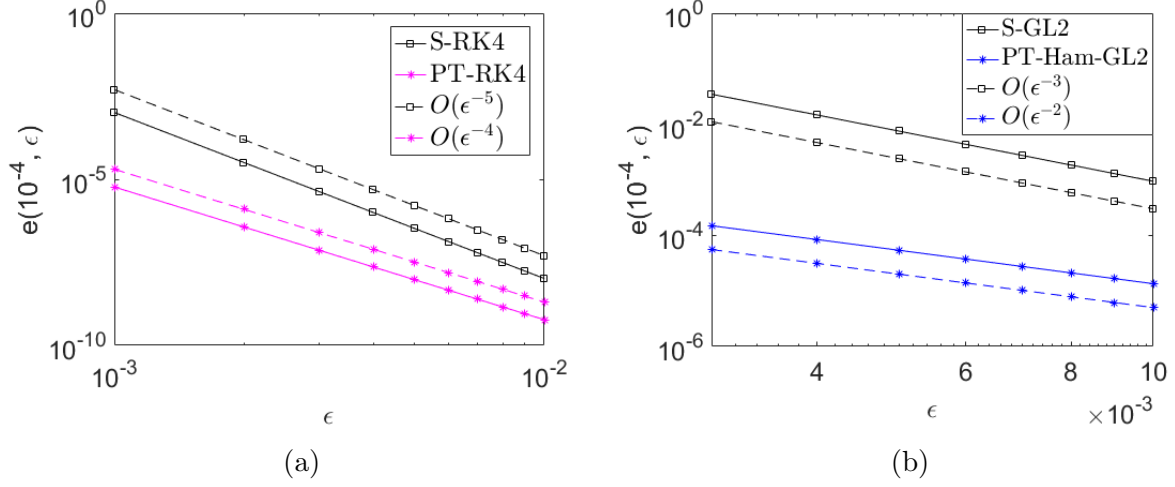 10^0
10^-5
10^-10
e(10^-4, ϵ)
S-RK4
PT-RK4
O(ϵ^-5)
O(ϵ^-4)
10^-3
10^-2
ϵ
(a)
10^0
10^-2
10^-4
10^-6
e(10^-4, ϵ)
S-GL2
PT-Ham-GL2
O(ϵ^-3)
O(ϵ^-2)
4 6 8 10
ϵ
×10^-3
(b)